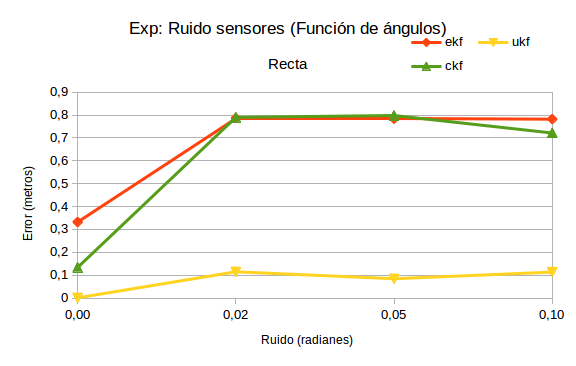 Exp: Ruido sensores (Función de ángulos)
ekf ukf
Recta
ckf
0,9
0,8
0,7
0,6
0,5
0,4
0,3
0,2
0,1
0
Error (metros)
0,00 0,02 0,05 0,10
Ruido (radianes)